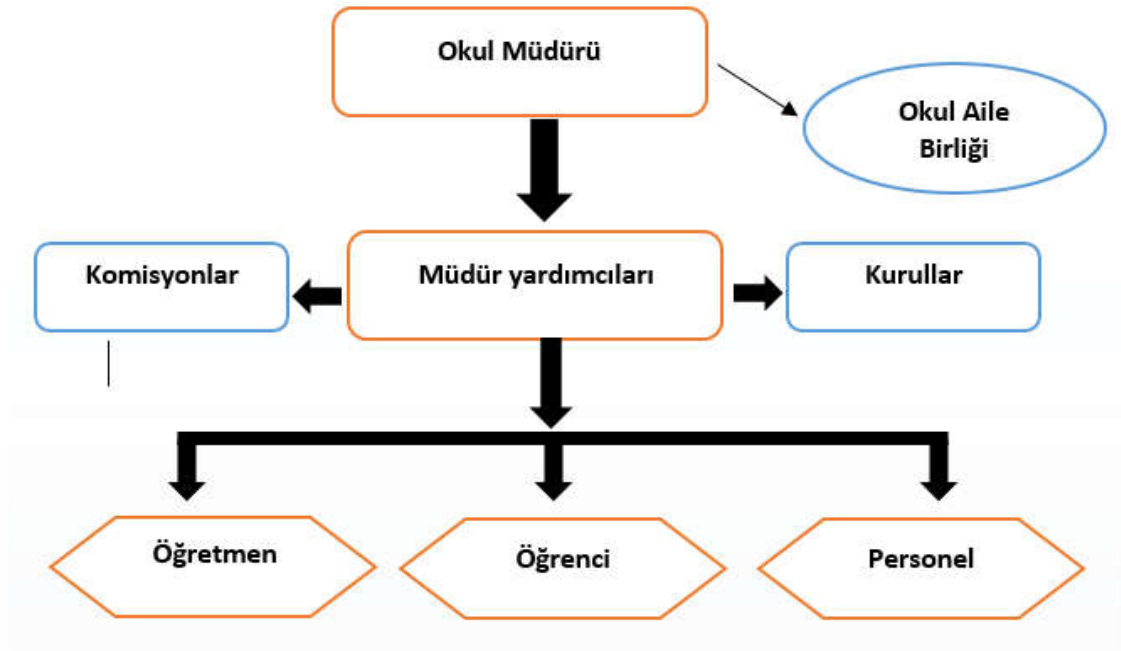 Okul Müdürü
Okul Aile
Birliği
Komisyonlar
Müdür yardımcıları
Kurullar
Öğretmen
Öğrenci
Personel